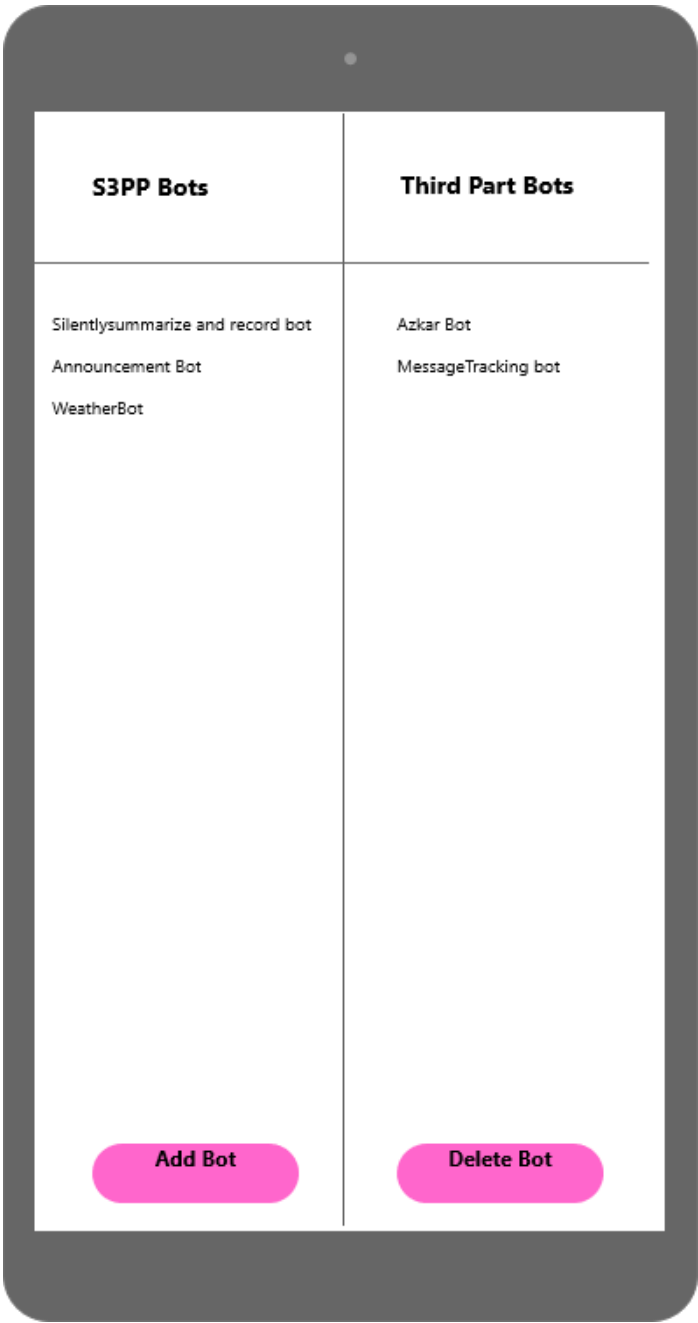 S3PP Bots
Third Part Bots
Silentlysummarize and record bot
Announcement Bot
WeatherBot
Azkar Bot
MessageTracking bot
Add Bot
Delete Bot